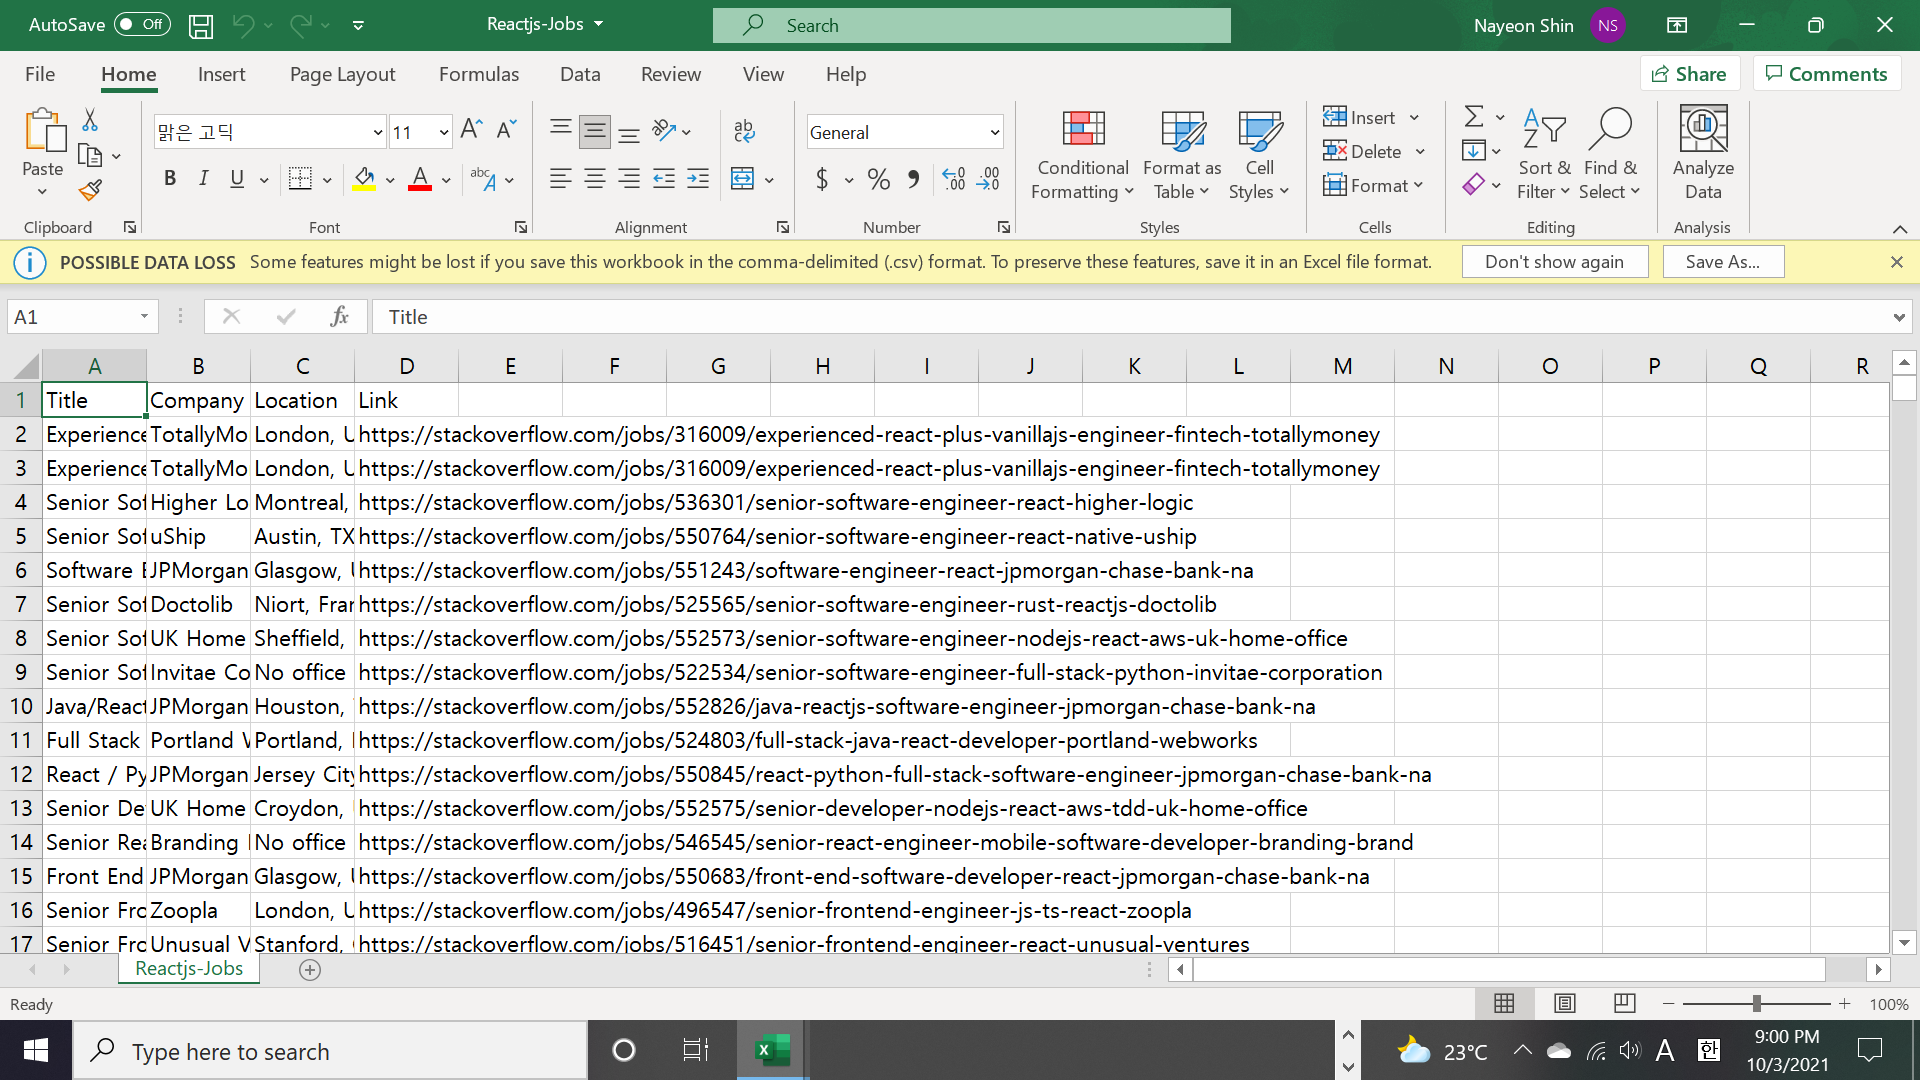 AutoSave Off Reactjs-Jobs Search Nayeon Shin NS
File Home Insert Page Layout Formulas Data Review View Help Share Comments
Paste
Clipboard
맑은 고딕 11
B I U
Font
Alignment
General
$ %
Number
Conditional Formatting
Format as Table
Cell Styles
Styles
Insert
Delete
Format
Cells
Sort & Filter
Find & Select
Editing
Analyze Data
Analysis
POSSIBLE DATA LOSS Some features might be lost if you save this workbook in the comma-delimited (.csv) format. To preserve these features, save it in an Excel file format. Don't show again Save As...
A1 fx Title
A B C D E F G H I J K L M N O P Q R
1 Title Company Location Link
2 Experience TotallyMo London, U https://stackoverflow.com/jobs/316009/experienced-react-plus-vanillajs-engineer-fintech-totallymoney
3 Experience TotallyMo London, U https://stackoverflow.com/jobs/316009/experienced-react-plus-vanillajs-engineer-fintech-totallymoney
4 Senior Sof Higher Lo Montreal, https://stackoverflow.com/jobs/536301/senior-software-engineer-react-higher-logic
5 Senior Sof uShip Austin, TX https://stackoverflow.com/jobs/550764/senior-software-engineer-react-native-uship
6 Software E JPMorgan Glasgow, U https://stackoverflow.com/jobs/551243/software-engineer-react-jpmorgan-chase-bank-na
7 Senior Sof Doctolib Niort, Fran https://stackoverflow.com/jobs/525565/senior-software-engineer-rust-reactjs-doctolib
8 Senior Sof UK Home Sheffield, https://stackoverflow.com/jobs/552573/senior-software-engineer-nodejs-react-aws-uk-home-office
9 Senior Sof Invitae Co No office https://stackoverflow.com/jobs/522534/senior-software-engineer-full-stack-python-invitae-corporation
10 Java/React JPMorgan Houston, https://stackoverflow.com/jobs/552826/java-reactjs-software-engineer-jpmorgan-chase-bank-na
11 Full Stack Portland W Portland, https://stackoverflow.com/jobs/524803/full-stack-java-react-developer-portland-webworks
12 React / Py JPMorgan Jersey City https://stackoverflow.com/jobs/550845/react-python-full-stack-software-engineer-jpmorgan-chase-bank-na
13 Senior De UK Home Croydon, https://stackoverflow.com/jobs/552575/senior-developer-nodejs-react-aws-tdd-uk-home-office
14 Senior Rea Branding No office https://stackoverflow.com/jobs/546545/senior-react-engineer-mobile-software-developer-branding-brand
15 Front End JPMorgan Glasgow, U https://stackoverflow.com/jobs/550683/front-end-software-developer-react-jpmorgan-chase-bank-na
16 Senior Fro Zoopla London, U https://stackoverflow.com/jobs/496547/senior-frontend-engineer-js-ts-react-zoopla
17 Senior Fro Unusual V Stanford, https://stackoverflow.com/jobs/516451/senior-frontend-engineer-react-unusual-ventures
Reactjs-Jobs
Ready 100%
Type here to search 23°C A 한 9:00 PM
10/3/2021